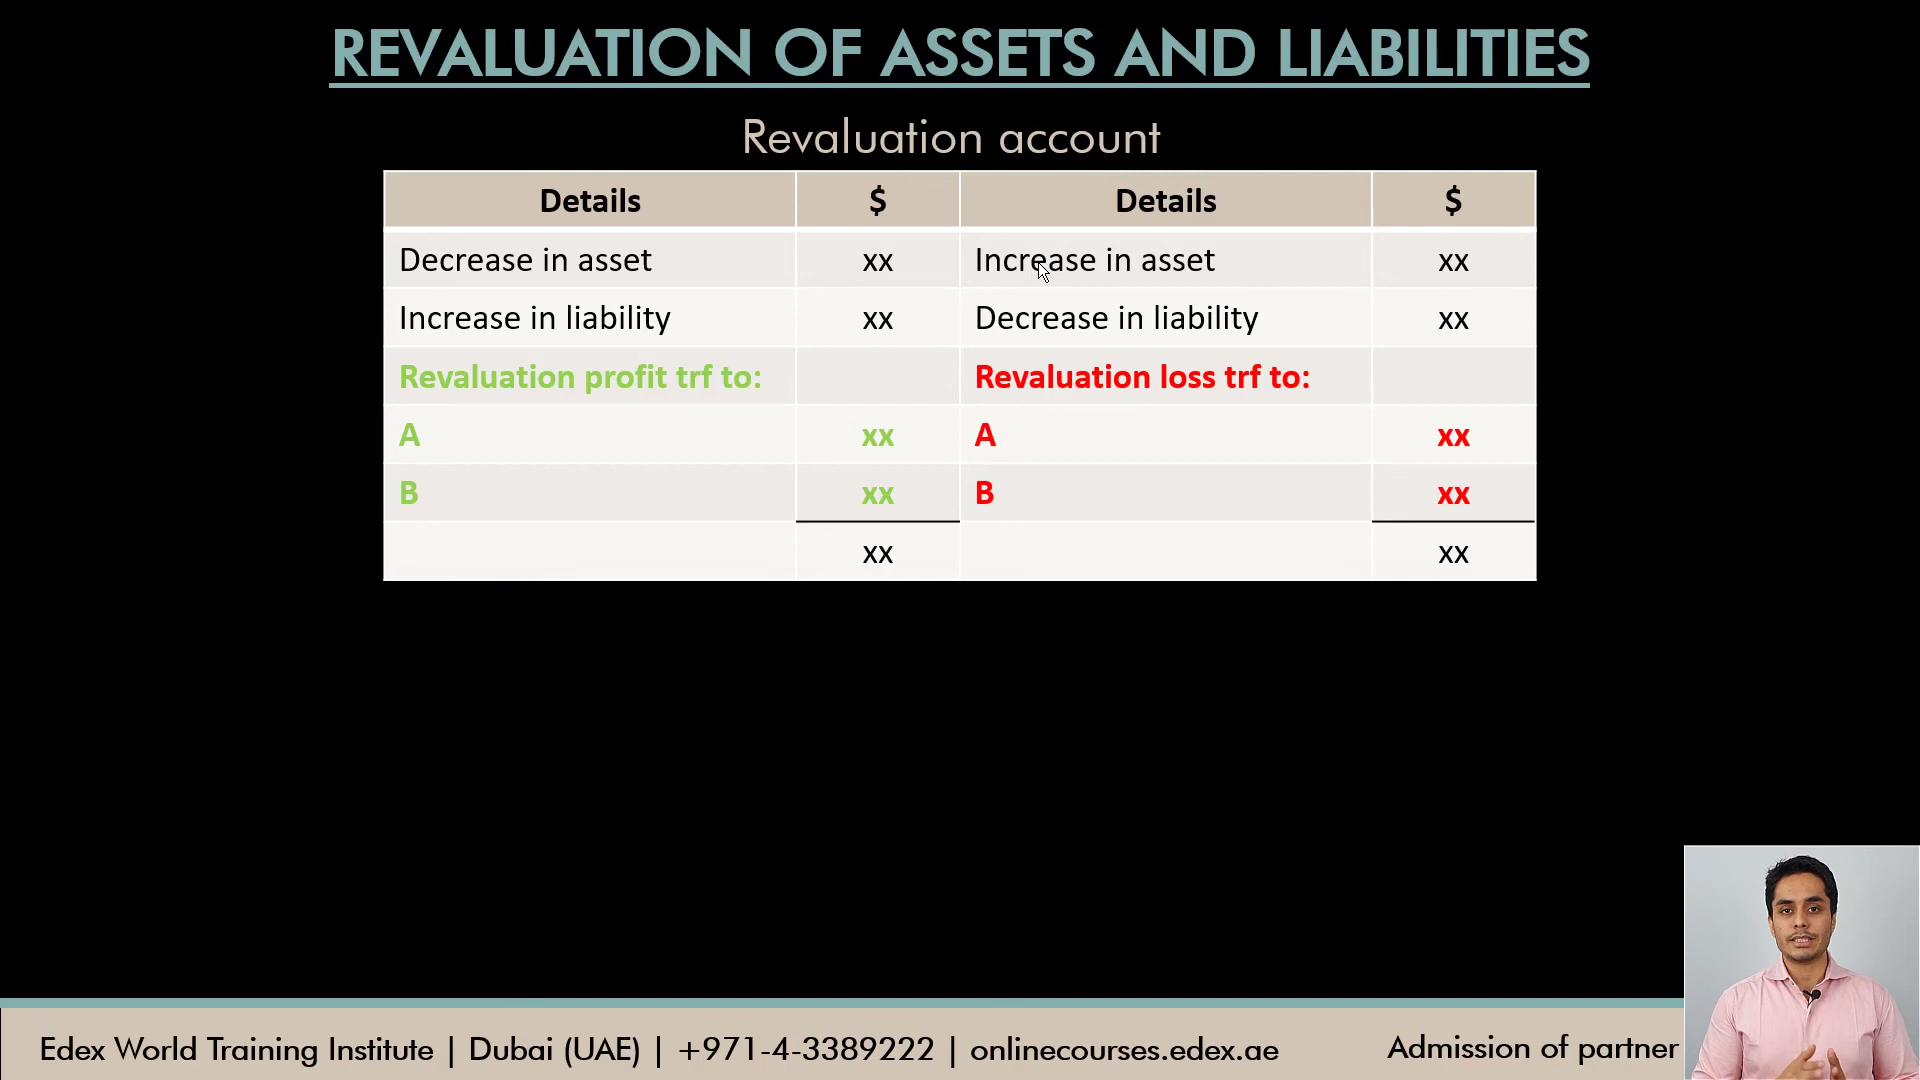 REVALUATION OF ASSETS AND LIABILITIES
Revaluation account
Details $ Details $
Decrease in asset xx Increase in asset xx
Increase in liability xx Decrease in liability xx
Revaluation profit trf to: Revaluation loss trf to:
A xx A xx
B xx B xx
xx xx
Edex World Training Institute | Dubai (UAE) | +971-4-3389222 | onlinecourses.edex.ae Admission of partner